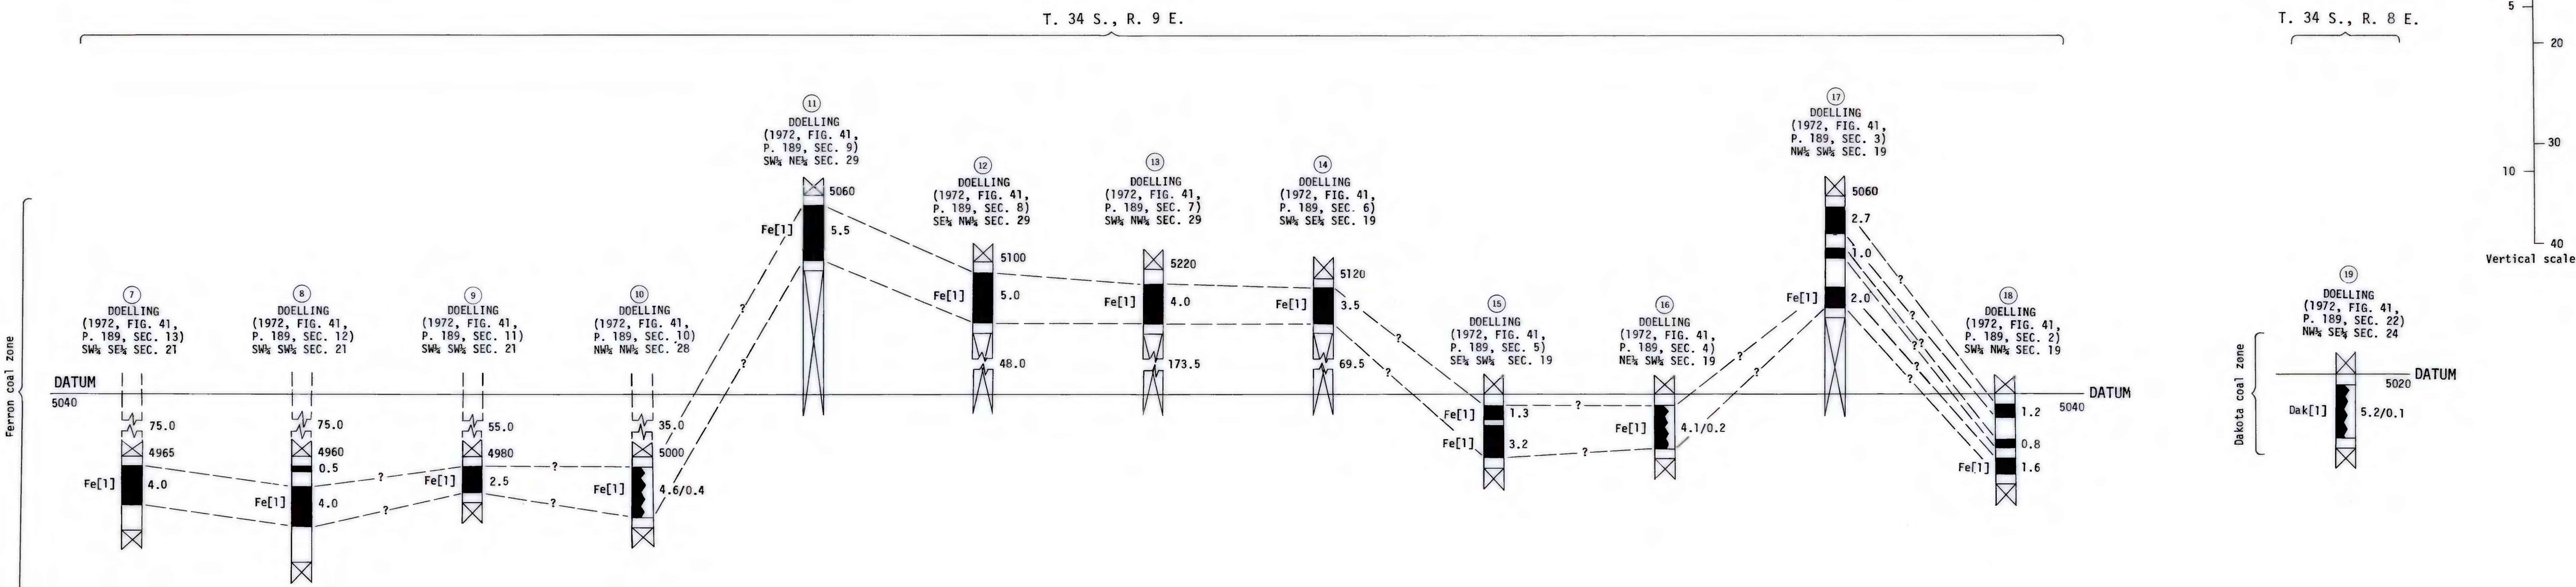 T. 34 S., R. 9 E.
T. 34 S., R. 8 E.
5
20
30
10
40
Vertical scale
Ferron coal zone
DATUM
5040
7
DOELLING
(1972, FIG. 41,
P. 189, SEC. 13)
SW¼ SE¼ SEC. 21
75.0
4965
Fe[1]
4.0
8
DOELLING
(1972, FIG. 41,
P. 189, SEC. 12)
SW¼ SW¼ SEC. 21
75.0
4960
0.5
Fe[1]
4.0
?
?
9
DOELLING
(1972, FIG. 41,
P. 189, SEC. 11)
SW¼ SW¼ SEC. 21
55.0
4980
Fe[1]
2.5
?
?
10
DOELLING
(1972, FIG. 41,
P. 189, SEC. 10)
NW¼ NW¼ SEC. 28
35.0
5000
Fe[1]
4.6/0.4
?
?
11
DOELLING
(1972, FIG. 41,
P. 189, SEC. 9)
SW¼ NE¼ SEC. 29
5060
Fe[1]
5.5
12
DOELLING
(1972, FIG. 41,
P. 189, SEC. 8)
SE¼ NW¼ SEC. 29
5100
Fe[1]
5.0
48.0
13
DOELLING
(1972, FIG. 41,
P. 189, SEC. 7)
SW¼ NW¼ SEC. 29
5220
Fe[1]
4.0
173.5
14
DOELLING
(1972, FIG. 41,
P. 189, SEC. 6)
SW¼ SE¼ SEC. 19
5120
Fe[1]
3.5
69.5
?
?
15
DOELLING
(1972, FIG. 41,
P. 189, SEC. 5)
SE¼ SW¼ SEC. 19
Fe[1]
1.3
Fe[1]
3.2
?
?
16
DOELLING
(1972, FIG. 41,
P. 189, SEC. 4)
NE¼ SW¼ SEC. 19
Fe[1]
4.1/0.2
?
?
17
DOELLING
(1972, FIG. 41,
P. 189, SEC. 3)
NW¼ SW¼ SEC. 19
5060
2.7
1.0
Fe[1]
2.0
?
?
??
?
?
18
DOELLING
(1972, FIG. 41,
P. 189, SEC. 2)
SW¼ NW¼ SEC. 19
1.2
0.8
Fe[1]
1.6
DATUM
5040
Dakota coal zone
19
DOELLING
(1972, FIG. 41,
P. 189, SEC. 22)
NW¼ SE¼ SEC. 24
DATUM
5020
Dak[1]
5.2/0.1